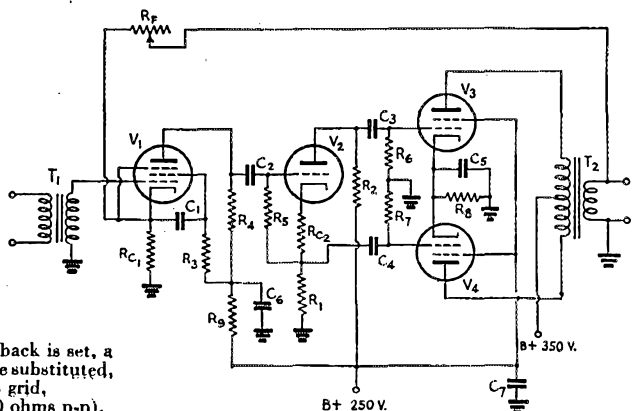 RF
V1
V2
V3
V4
T1
T2
C1
C2
C3
C4
C5
C6
C7
R1
R2
R3
R4
R5
R6
R7
R8
R9
RC1
RC2
B+ 350 V.
B+ 250 V.
back is set, a
e substituted,
grid,
ohms p-p).